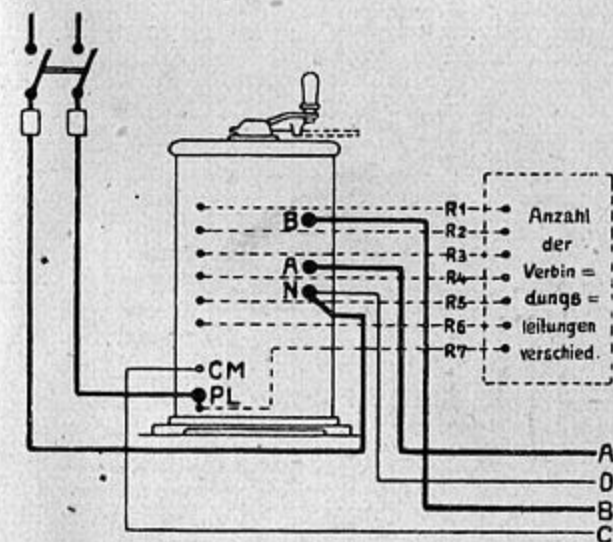 R1
B
R2
Anzahl
der
Verbin=
dungs=
leitungen
verschied.
R3
A
R4
N
R5
R6
R7
CM
PL
A
D
B
C